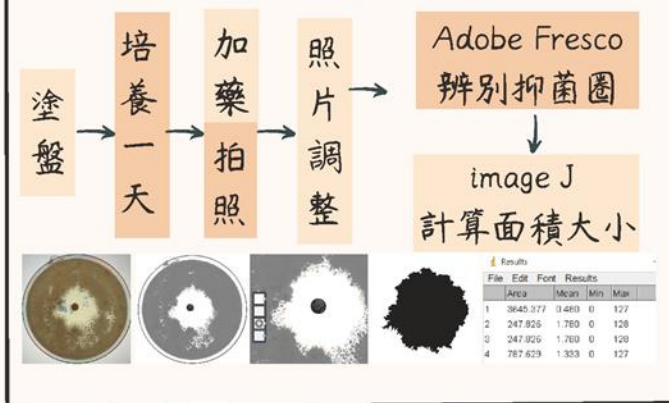 塗盤
培養一天
加藥
拍照
照片調整
Adobe Fresco
辨別抑菌圈
image J
計算面積大小
Results
File Edit Font Results
Area Mean Min Max
1 3645.377 0.460 0 127
2 247.826 1.780 0 128
3 247.826 1.780 0 128
4 787.629 1.333 0 127